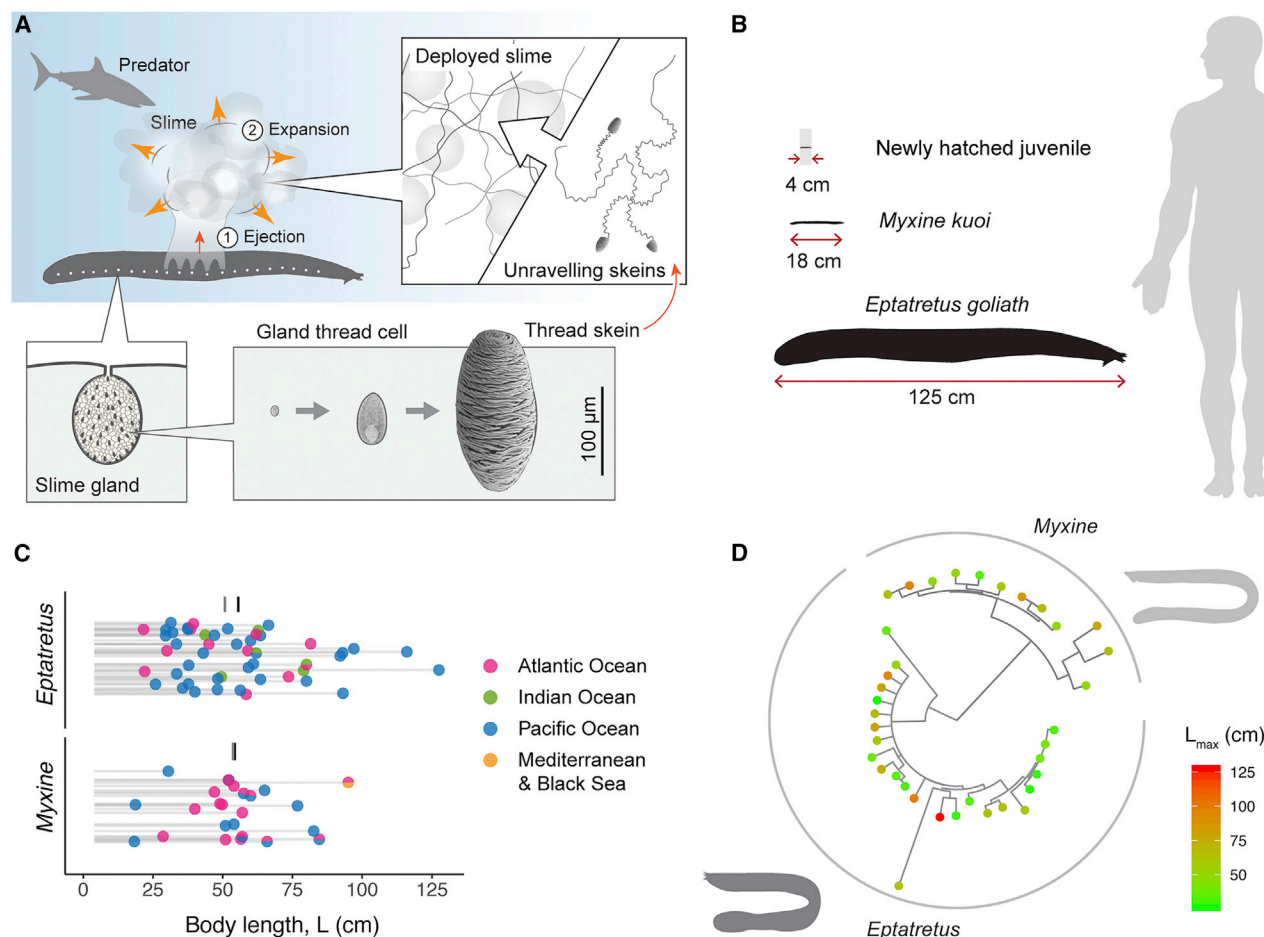 A
Predator
Slime
2 Expansion
1 Ejection
Deployed slime
Unravelling skeins
Slime gland
Gland thread cell
Thread skein
100 µm
B
Newly hatched juvenile
4 cm
Myxine kuoi
18 cm
Eptatretus goliath
125 cm
C
Eptatretus
Myxine
0 25 50 75 100 125
Body length, L (cm)
Atlantic Ocean
Indian Ocean
Pacific Ocean
Mediterranean
& Black Sea
D
Myxine
Eptatretus
Lmax (cm)
125
100
75
50